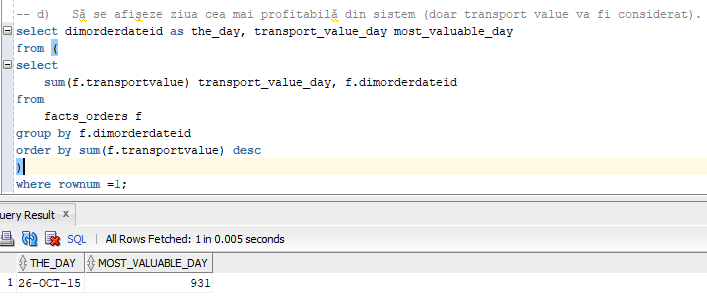 -- d) Să se afișeze ziua cea mai profitabilă din sistem (doar transport value va fi considerat).
select dimorderdateid as the_day, transport_value_day most_valuable_day
from (
select
sum(f.transportvalue) transport_value_day, f.dimorderdateid
from
facts_orders f
group by f.dimorderdateid
order by sum(f.transportvalue) desc
)
where rownum =1;
uery Result x
SQL | All Rows Fetched: 1 in 0.005 seconds
THE_DAY MOST_VALUABLE_DAY
1 26-OCT-15 931